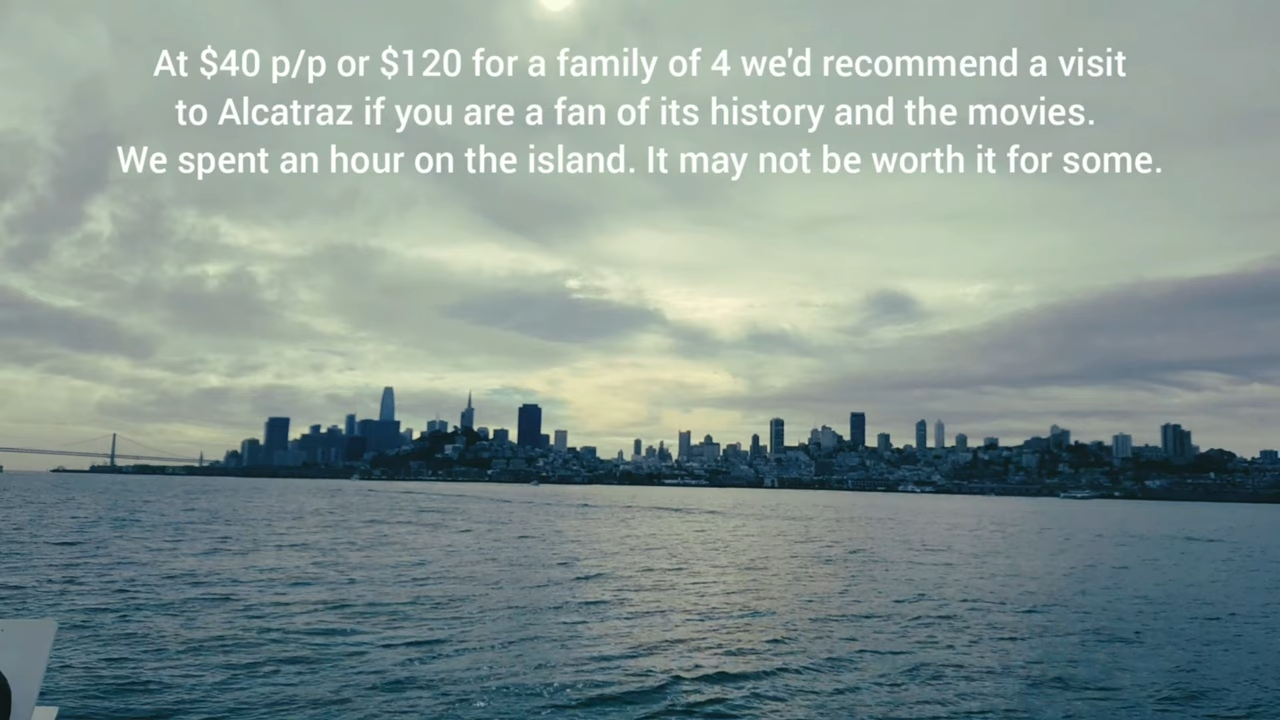 At $40 p/p or $120 for a family of 4 we'd recommend a visit
to Alcatraz if you are a fan of its history and the movies.
We spent an hour on the island. It may not be worth it for some.